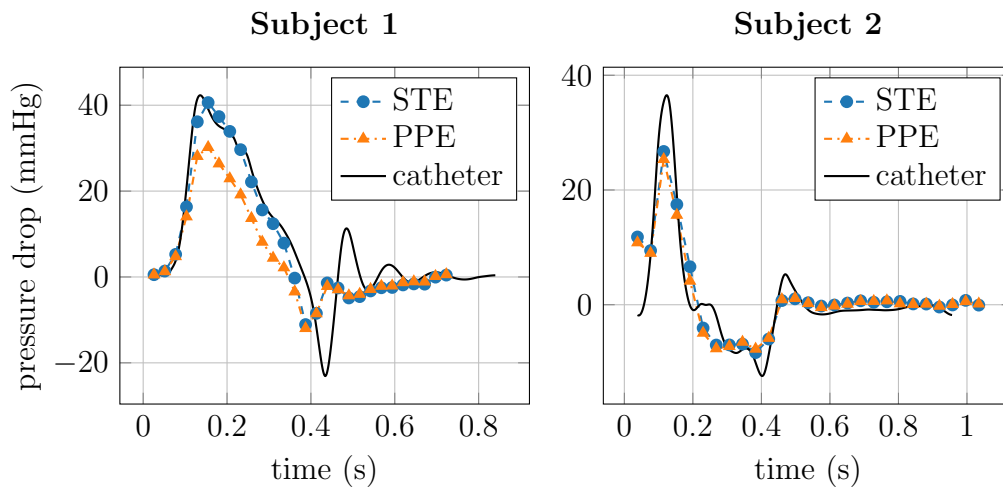 Subject 1
Subject 2
pressure drop (mmHg)
40
20
0
−20
0
0.2
0.4
0.6
0.8
time (s)
STE
PPE
catheter
40
20
0
0
0.2
0.4
0.6
0.8
1
time (s)
STE
PPE
catheter